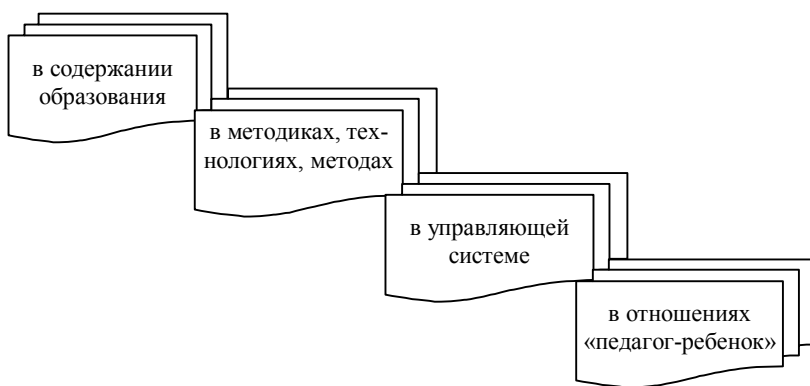 в содержании
образования
в методиках, тех-
нологиях, методах
в управляющей
системе
в отношениях
«педагог-ребенок»